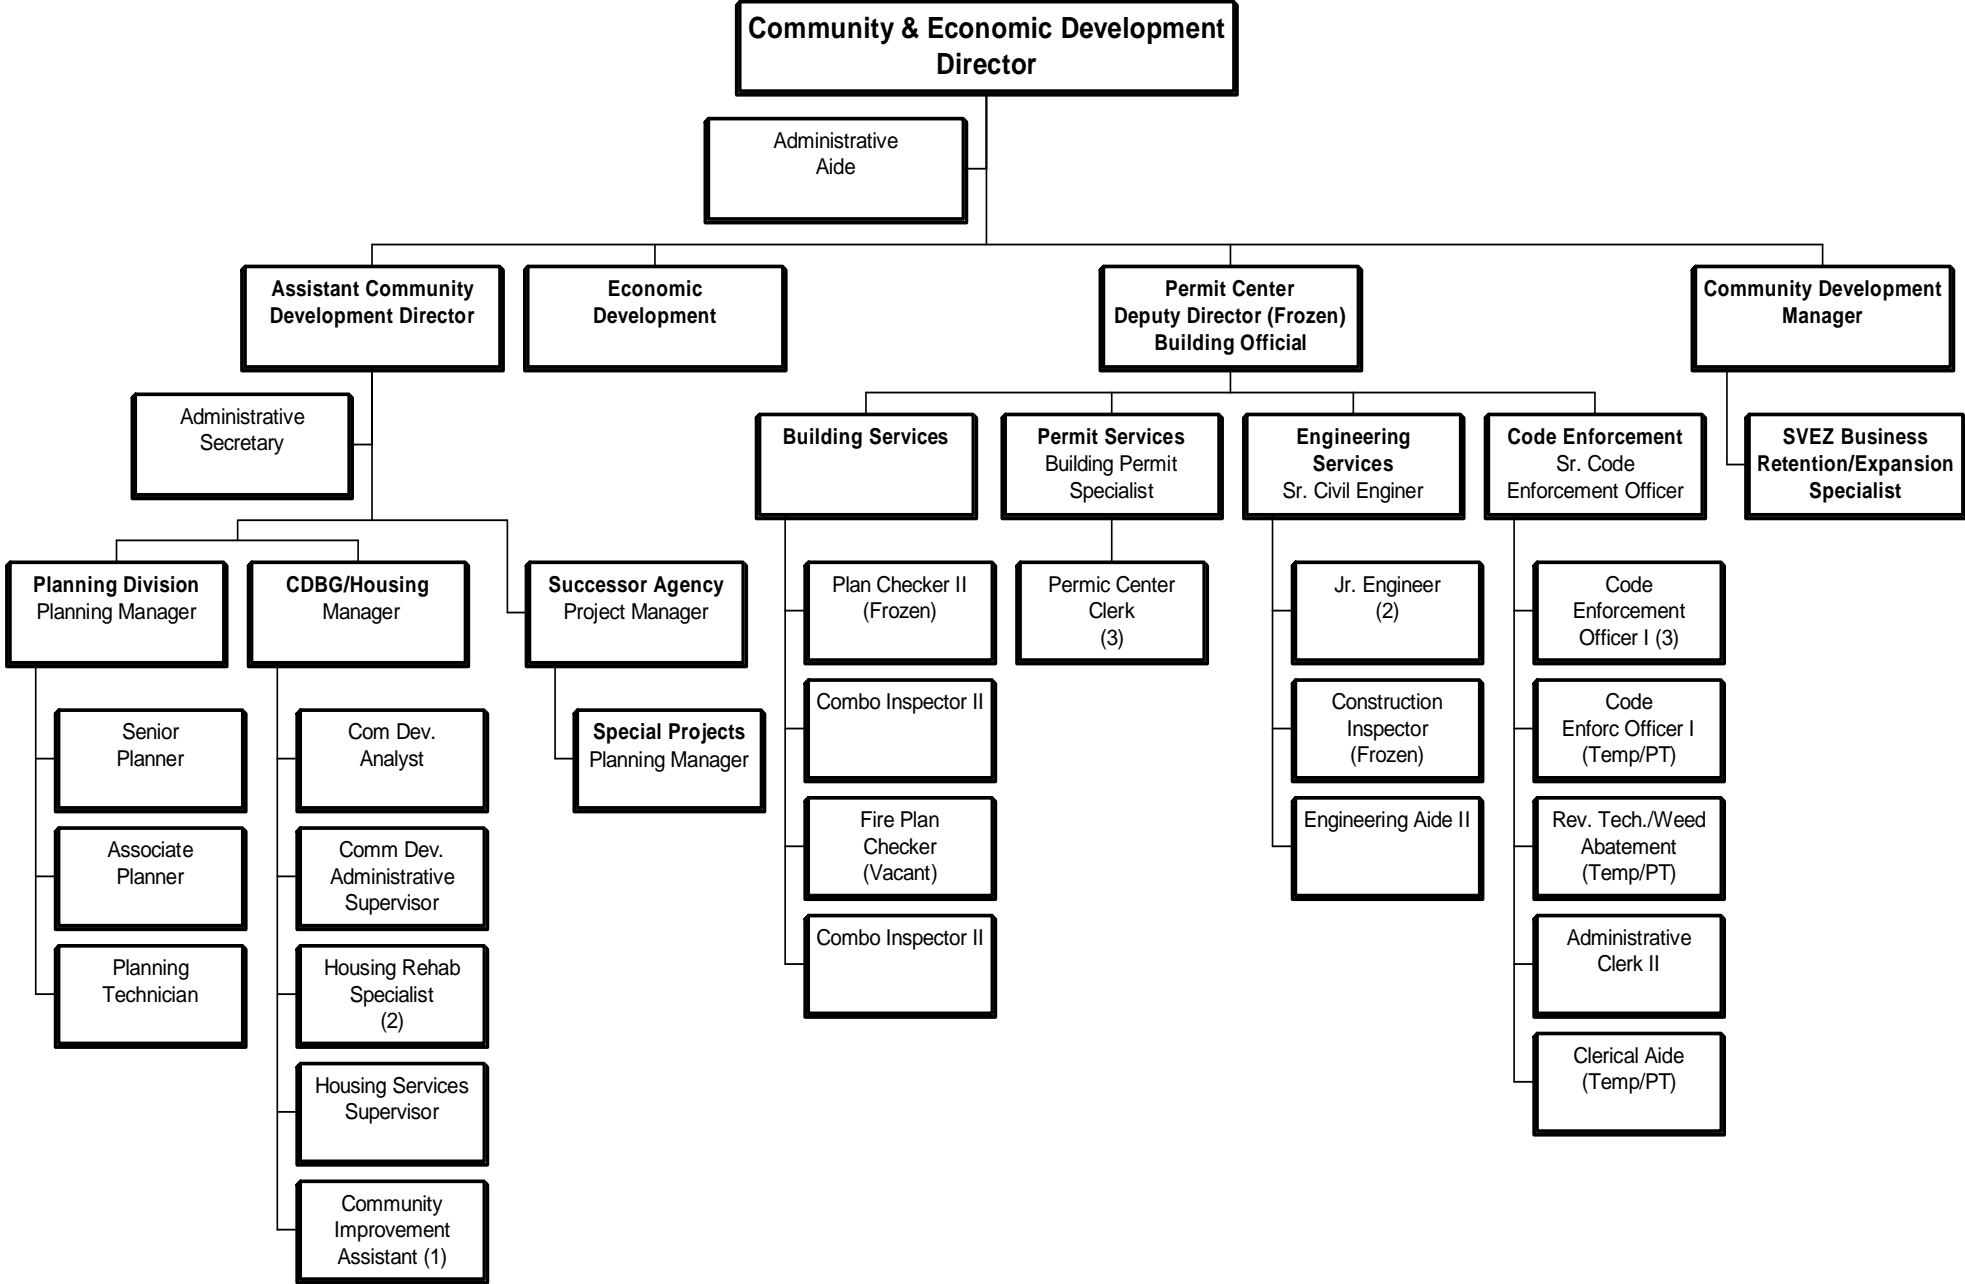 Community & Economic Development
Director
Administrative
Aide
Assistant Community
Development Director
Economic
Development
Permit Center
Deputy Director (Frozen)
Building Official
Community Development
Manager
Administrative
Secretary
Building Services
Permit Services
Building Permit
Specialist
Engineering
Services
Sr. Civil Enginer
Code Enforcement
Sr. Code
Enforcement Officer
SVEZ Business
Retention/Expansion
Specialist
Planning Division
Planning Manager
CDBG/Housing
Manager
Successor Agency
Project Manager
Plan Checker II
(Frozen)
Permic Center
Clerk
(3)
Jr. Engineer
(2)
Code
Enforcement
Officer I (3)
Senior
Planner
Com Dev.
Analyst
Special Projects
Planning Manager
Combo Inspector II
Construction
Inspector
(Frozen)
Code
Enforc Officer I
(Temp/PT)
Associate
Planner
Comm Dev.
Administrative
Supervisor
Fire Plan
Checker
(Vacant)
Engineering Aide II
Rev. Tech./Weed
Abatement
(Temp/PT)
Planning
Technician
Housing Rehab
Specialist
(2)
Combo Inspector II
Administrative
Clerk II
Housing Services
Supervisor
Clerical Aide
(Temp/PT)
Community
Improvement
Assistant (1)